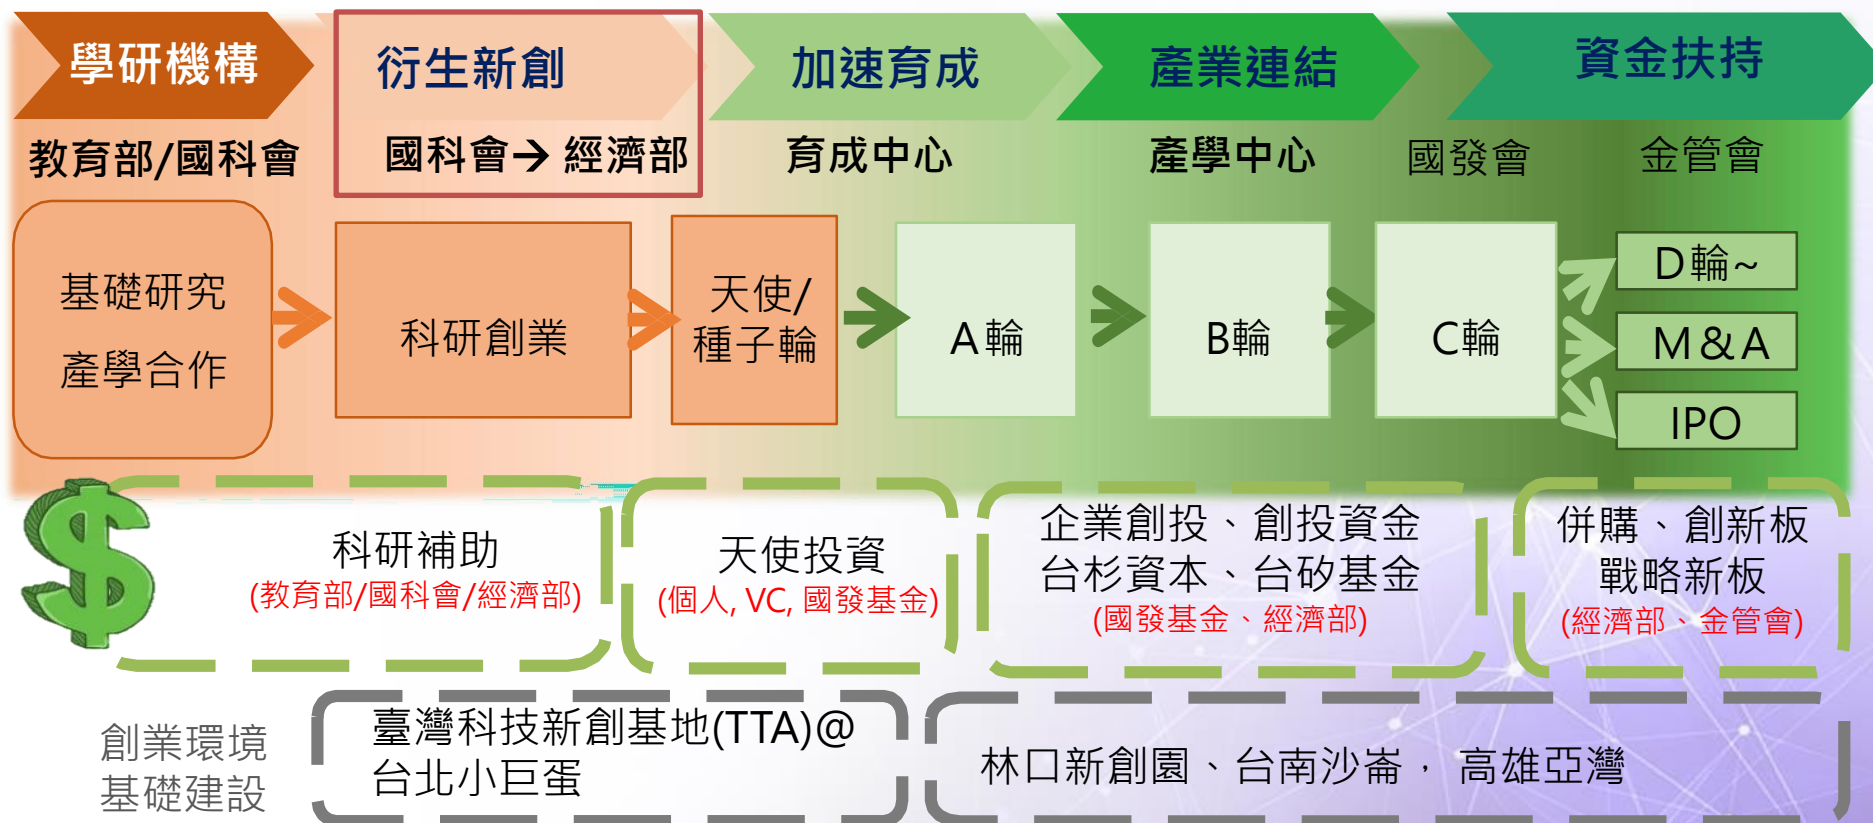 學研機構
衍生新創
加速育成
產業連結
資金扶持
教育部/國科會
國科會→ 經濟部
育成中心
產學中心
國發會
金管會
基礎研究
產學合作
科研創業
天使/
種子輪
A輪
B輪
C輪
D輪~
M&A
IPO
$
科研補助
(教育部/國科會/經濟部)
天使投資
(個人, VC, 國發基金)
企業創投、創投資金
台杉資本、台矽基金
(國發基金、經濟部)
併購、創新板
戰略新板
(經濟部、金管會)
創業環境
基礎建設
臺灣科技新創基地(TTA)@
台北小巨蛋
林口新創園、台南沙崙, 高雄亞灣